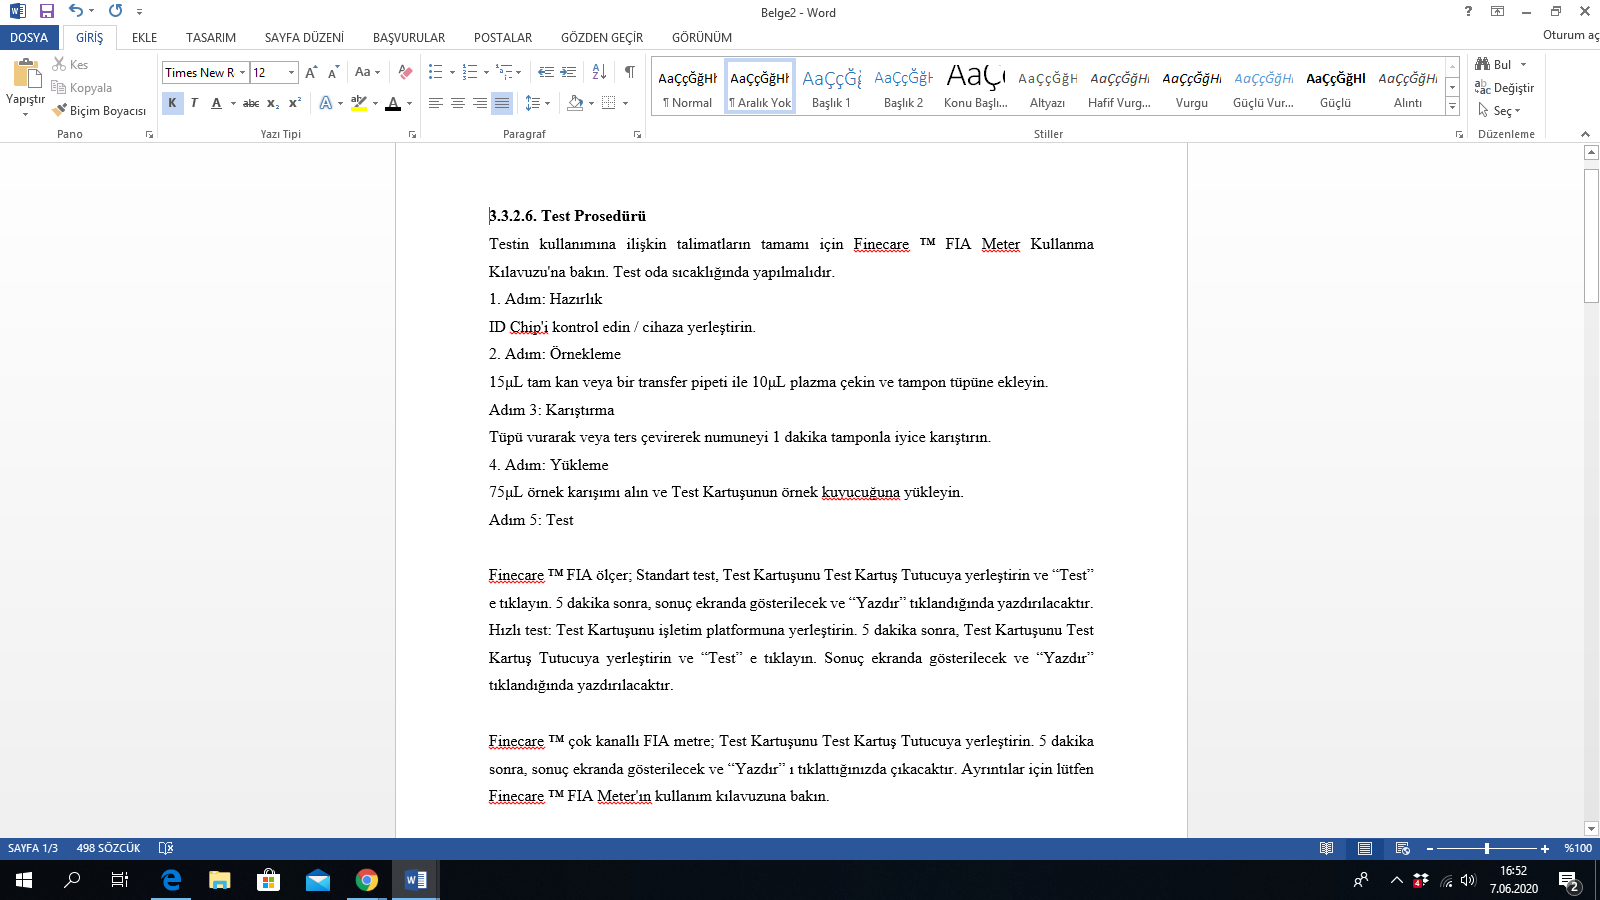 Belge2 - Word
DOSYA GİRİŞ EKLE TASARIM SAYFA DÜZENİ BAŞVURULAR POSTALAR GÖZDEN GEÇİR GÖRÜNÜM Oturum aç
Yapıştır
Kes
Kopyala
Biçim Boyacısı
Pano
Times New R 12
Yazı Tipi
Paragraf
AaÇçĞğHł AaÇçĞğHł AaÇçĞğ AaÇçĞğH AaÇç AaÇçĞğH AaÇçĞğHł AaÇçĞğHł AaÇçĞğHł AaÇçĞğHł AaÇçĞğHł
¶ Normal ¶ Aralık Yok Başlık 1 Başlık 2 Konu Başlı... Altyazı Hafif Vurg... Vurgu Güçlü Vur... Güçlü Alıntı
Stiller
Bul
Değiştir
Seç
Düzenleme
3.3.2.6. Test Prosedürü
Testin kullanımına ilişkin talimatların tamamı için Finecare ™ FIA Meter Kullanma
Kılavuzu'na bakın. Test oda sıcaklığında yapılmalıdır.
1. Adım: Hazırlık
ID Chip'i kontrol edin / cihaza yerleştirin.
2. Adım: Örnekleme
15μL tam kan veya bir transfer pipeti ile 10μL plazma çekin ve tampon tüpüne ekleyin.
Adım 3: Karıştırma
Tüpü vurarak veya ters çevirerek numuneyi 1 dakika tamponla iyice karıştırın.
4. Adım: Yükleme
75μL örnek karışımı alın ve Test Kartuşunun örnek kuyucuğuna yükleyin.
Adım 5: Test
Finecare ™ FIA ölçer; Standart test, Test Kartuşunu Test Kartuş Tutucuya yerleştirin ve “Test”
e tıklayın. 5 dakika sonra, sonuç ekranda gösterilecek ve “Yazdır” tıklandığında yazdırılacaktır.
Hızlı test: Test Kartuşunu işletim platformuna yerleştirin. 5 dakika sonra, Test Kartuşunu Test
Kartuş Tutucuya yerleştirin ve “Test” e tıklayın. Sonuç ekranda gösterilecek ve “Yazdır”
tıklandığında yazdırılacaktır.
Finecare ™ çok kanallı FIA metre; Test Kartuşunu Test Kartuş Tutucuya yerleştirin. 5 dakika
sonra, sonuç ekranda gösterilecek ve “Yazdır” ı tıklattığınızda çıkacaktır. Ayrıntılar için lütfen
Finecare ™ FIA Meter'ın kullanım kılavuzuna bakın.
SAYFA 1/3 498 SÖZCÜK %100
16:52
7.06.2020